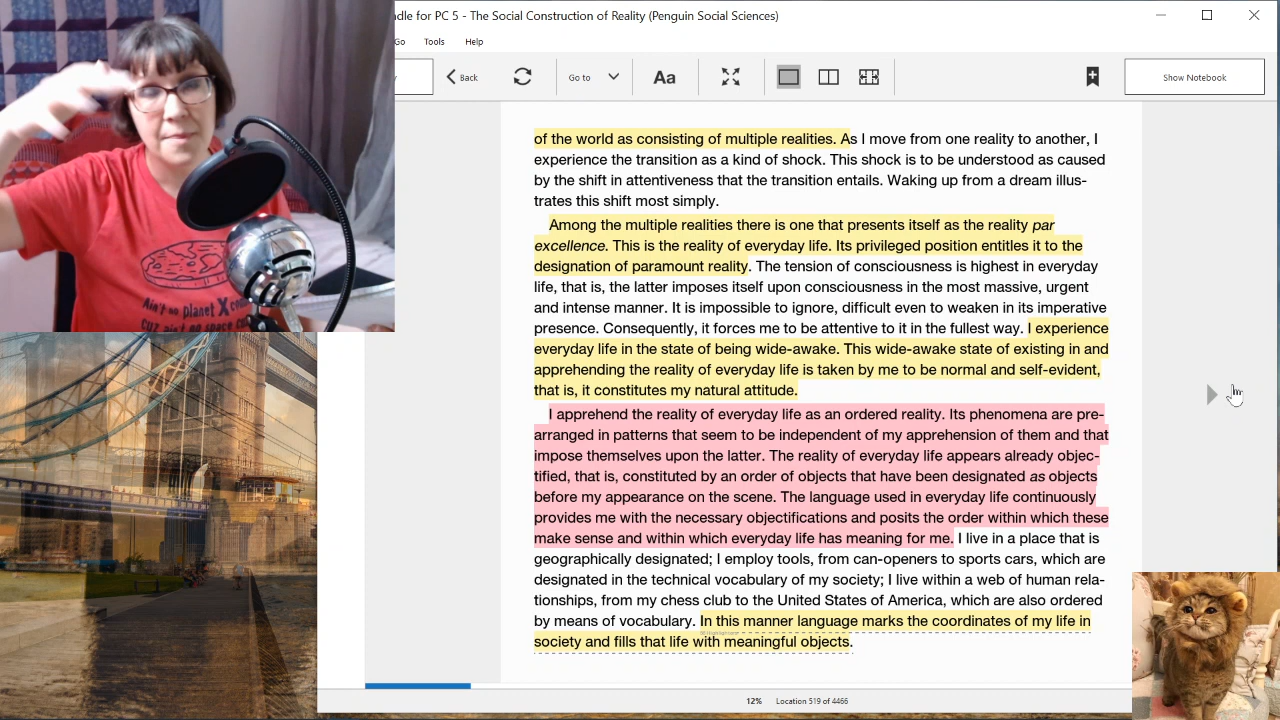 dle for PC 5 - The Social Construction of Reality (Penguin Social Sciences)
Go Tools Help
Back Go to Aa Show Notebook
of the world as consisting of multiple realities. As I move from one reality to another, I
experience the transition as a kind of shock. This shock is to be understood as caused
by the shift in attentiveness that the transition entails. Waking up from a dream illus-
trates this shift most simply.
Among the multiple realities there is one that presents itself as the reality par
excellence. This is the reality of everyday life. Its privileged position entitles it to the
designation of paramount reality. The tension of consciousness is highest in everyday
life, that is, the latter imposes itself upon consciousness in the most massive, urgent
and intense manner. It is impossible to ignore, difficult even to weaken in its imperative
presence. Consequently, it forces me to be attentive to it in the fullest way. I experience
everyday life in the state of being wide-awake. This wide-awake state of existing in and
apprehending the reality of everyday life is taken by me to be normal and self-evident,
that is, it constitutes my natural attitude.
I apprehend the reality of everyday life as an ordered reality. Its phenomena are pre-
arranged in patterns that seem to be independent of my apprehension of them and that
impose themselves upon the latter. The reality of everyday life appears already objec-
tified, that is, constituted by an order of objects that have been designated as objects
before my appearance on the scene. The language used in everyday life continuously
provides me with the necessary objectifications and posits the order within which these
make sense and within which everyday life has meaning for me. I live in a place that is
geographically designated; I employ tools, from can-openers to sports cars, which are
designated in the technical vocabulary of my society; I live within a web of human rela-
tionships, from my chess club to the United States of America, which are also ordered
by means of vocabulary. In this manner language marks the coordinates of my life in
society and fills that life with meaningful objects.
12% Location 519 of 4466
Ain't no planet X com
cuz ain't no space c